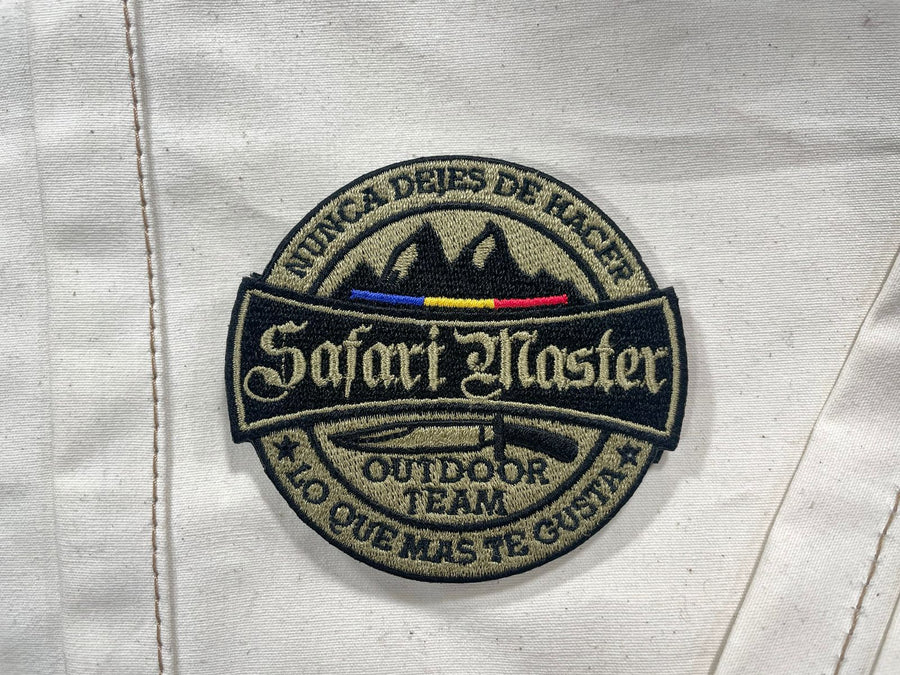 NUNCA DEJES DE HACER
Safari Master
OUTDOOR
TEAM
LO QUE MAS TE GUSTA